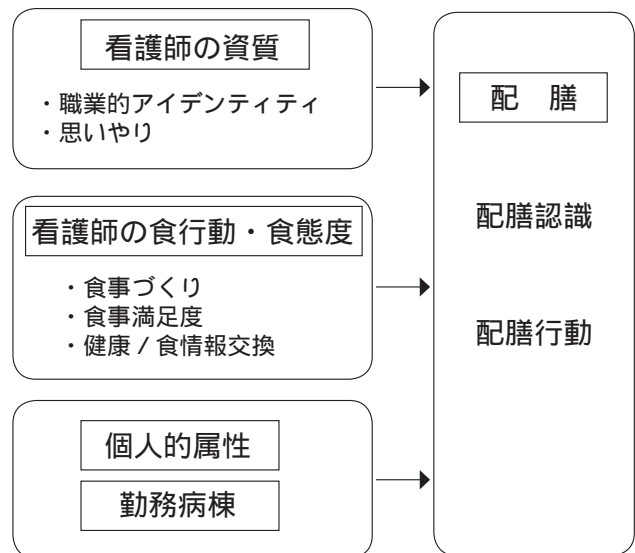 看護師の資質
・職業的アイデンティティ
・思いやり
看護師の食行動・食態度
・食事づくり
・食事満足度
・健康 / 食情報交換
個人的属性
勤務病棟
配　膳
配膳認識
配膳行動